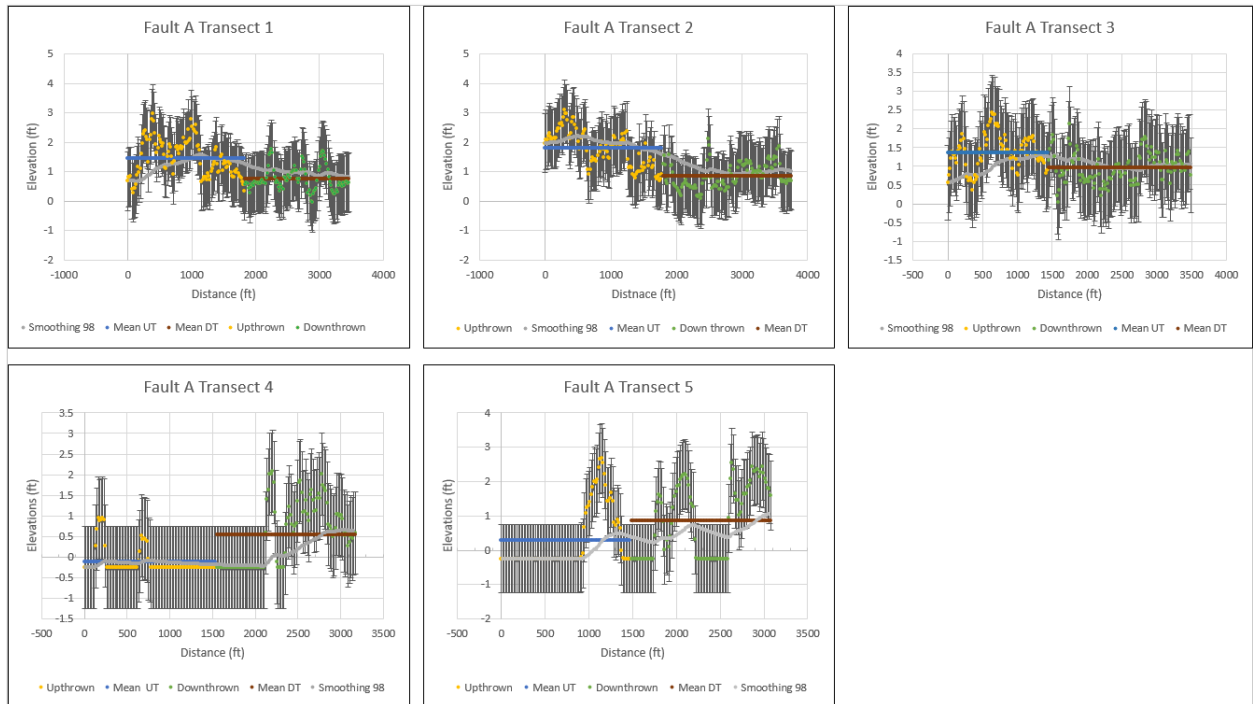 Fault A Transect 1
5
4
3
2
1
0
-1
-2
Elevation (ft)
-1000 0 1000 2000 3000 4000
Distance (ft)
Smoothing 98 Mean UT Mean DT Upthrown Downthrown
Fault A Transect 2
5
4
3
2
1
0
-1
-2
Elevation (ft)
-1000 0 1000 2000 3000 4000
Distnace (ft)
Upthrown Smoothing 98 Mean UT Down thrown Mean DT
Fault A Transect 3
4
3.5
3
2.5
2
1.5
1
0.5
0
-0.5
-1
-1.5
Elevation (ft)
-500 0 500 1000 1500 2000 2500 3000 3500 4000
Distance (ft)
Smoothing 98 Upthrown Downthrown Mean UT Mean DT
Fault A Transect 4
3.5
3
2.5
2
1.5
1
0.5
0
-0.5
-1
-1.5
Elevations (ft)
-500 0 500 1000 1500 2000 2500 3000 3500
Distance (ft)
Upthrown Mean UT Downthrown Mean DT Smoothing 98
Fault A Transect 5
4
3
2
1
0
-1
-2
Elevations (ft)
-500 0 500 1000 1500 2000 2500 3000 3500
Distance (ft)
Upthrown Mean UT Downthrown Mean DT Smoothing 98